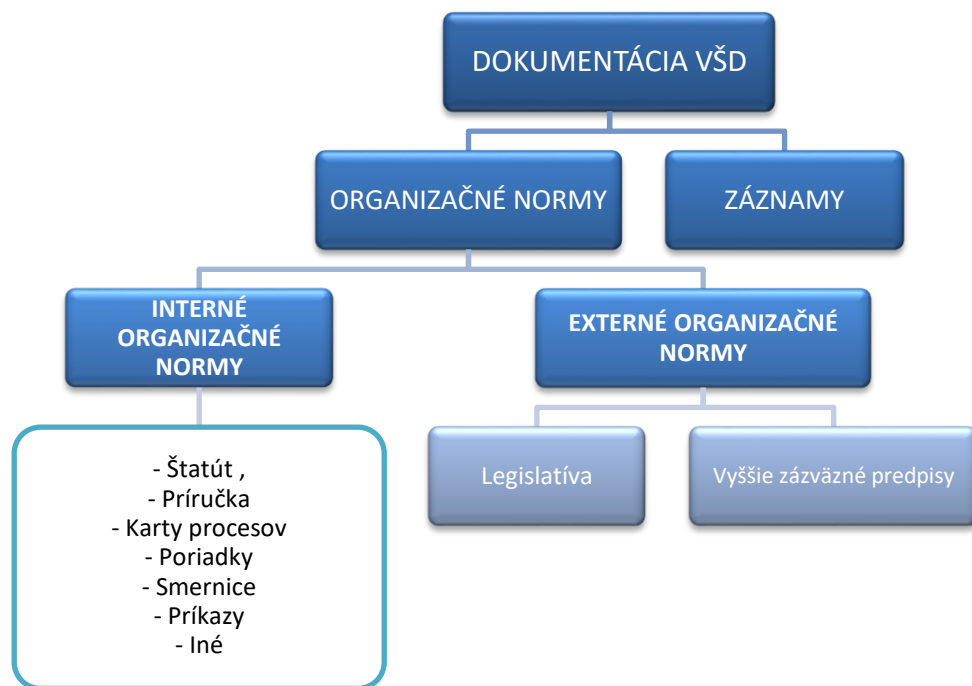 DOKUMENTÁCIA VŠD
ORGANIZAČNÉ NORMY
ZÁZNAMY
INTERNÉ
ORGANIZAČNÉ
NORMY
EXTERNÉ ORGANIZAČNÉ
NORMY
- Štatút ,
- Príručka
- Karty procesov
- Poriadky
- Smernice
- Príkazy
- Iné
Legislatíva
Vyššie zázväzné predpisy